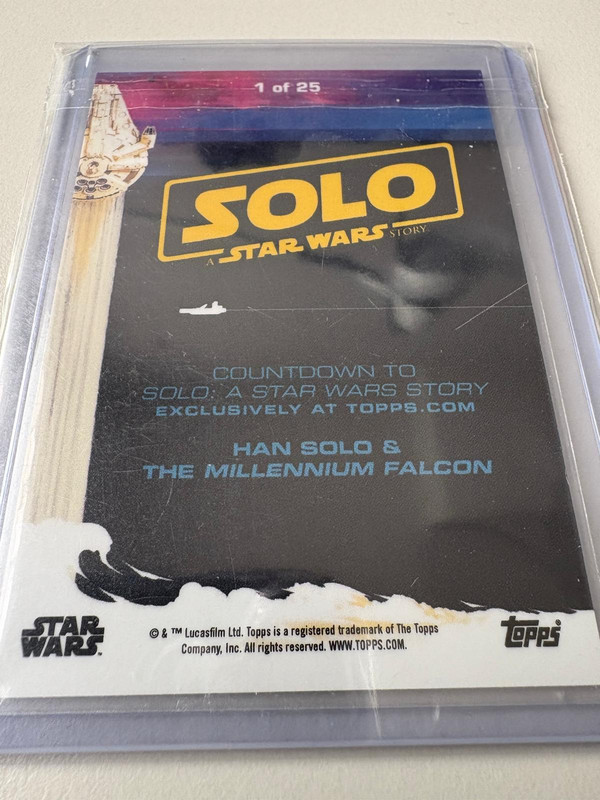 1 of 25
SOLO
A STAR WARS STORY
COUNTDOWN TO
SOLO: A STAR WARS STORY
EXCLUSIVELY AT TOPPS.COM
HAN SOLO &
THE MILLENNIUM FALCON
STAR
WARS™
© & ™ Lucasfilm Ltd. Topps is a registered trademark of The Topps
Company, Inc. All rights reserved. WWW.TOPPS.COM.
topps